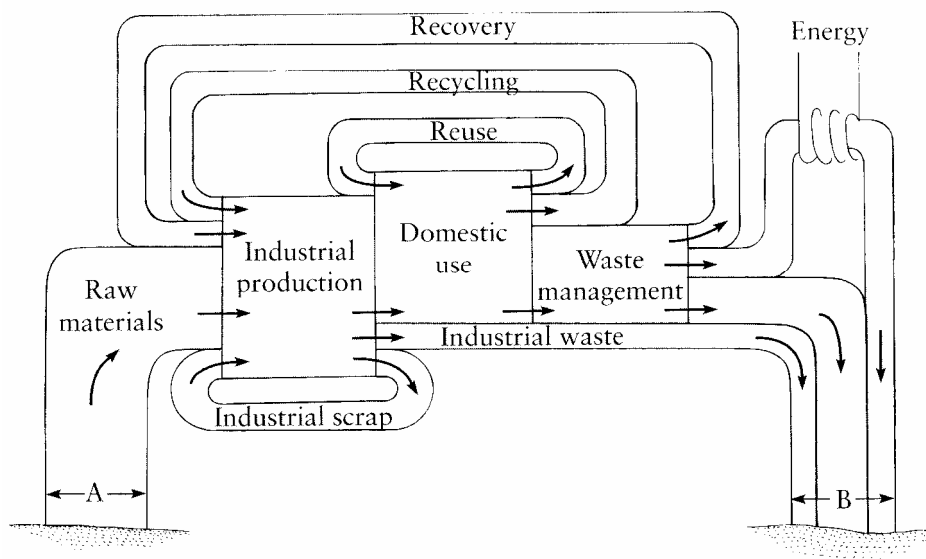 Recovery
Energy
Recycling
Reuse
Industrial
production
Domestic
use
Waste
management
Raw
materials
Industrial waste
Industrial scrap
A
B